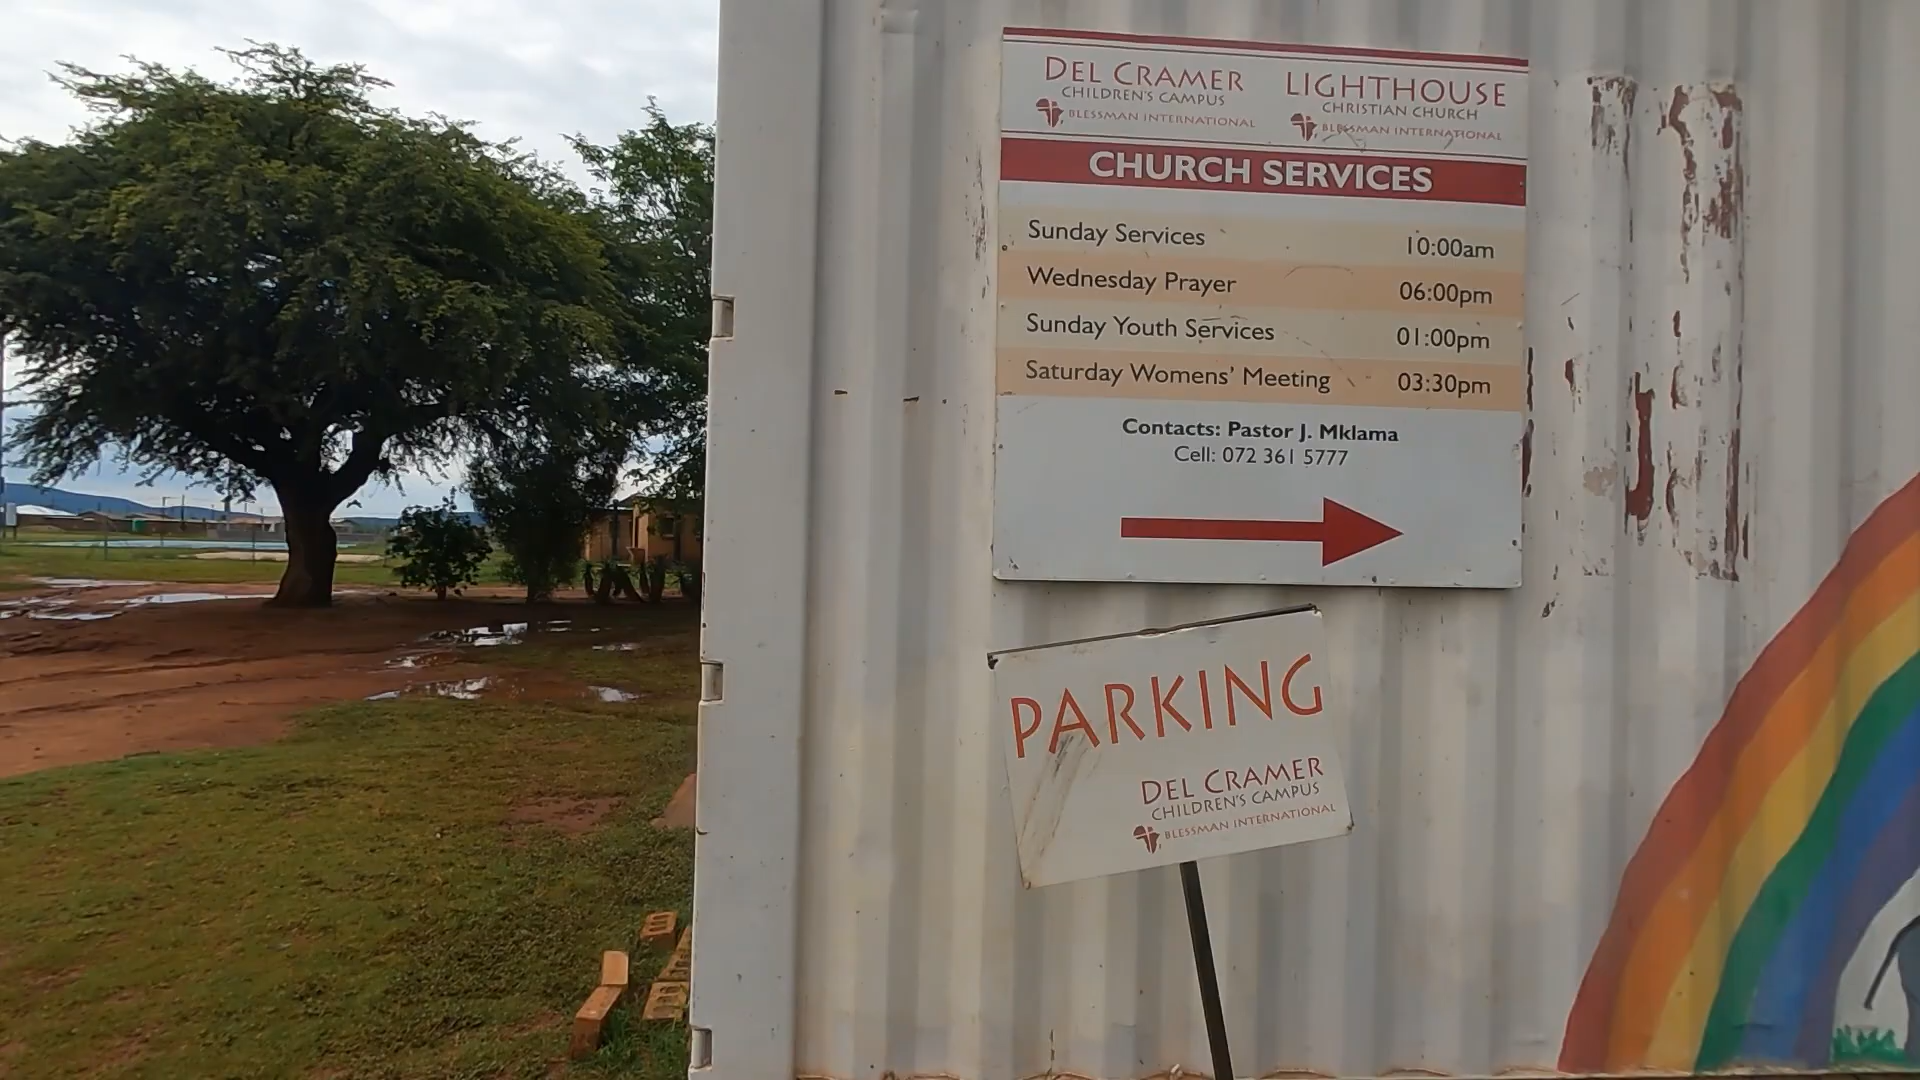 DEL CRAMER
CHILDREN'S CAMPUS
BLESSMAN INTERNATIONAL
LIGHTHOUSE
CHRISTIAN CHURCH
BLESSMAN INTERNATIONAL
CHURCH SERVICES
Sunday Services 10:00am
Wednesday Prayer 06:00pm
Sunday Youth Services 01:00pm
Saturday Womens' Meeting 03:30pm
Contacts: Pastor J. Mklama
Cell: 072 361 5777
PARKING
DEL CRAMER
CHILDREN'S CAMPUS
BLESSMAN INTERNATIONAL